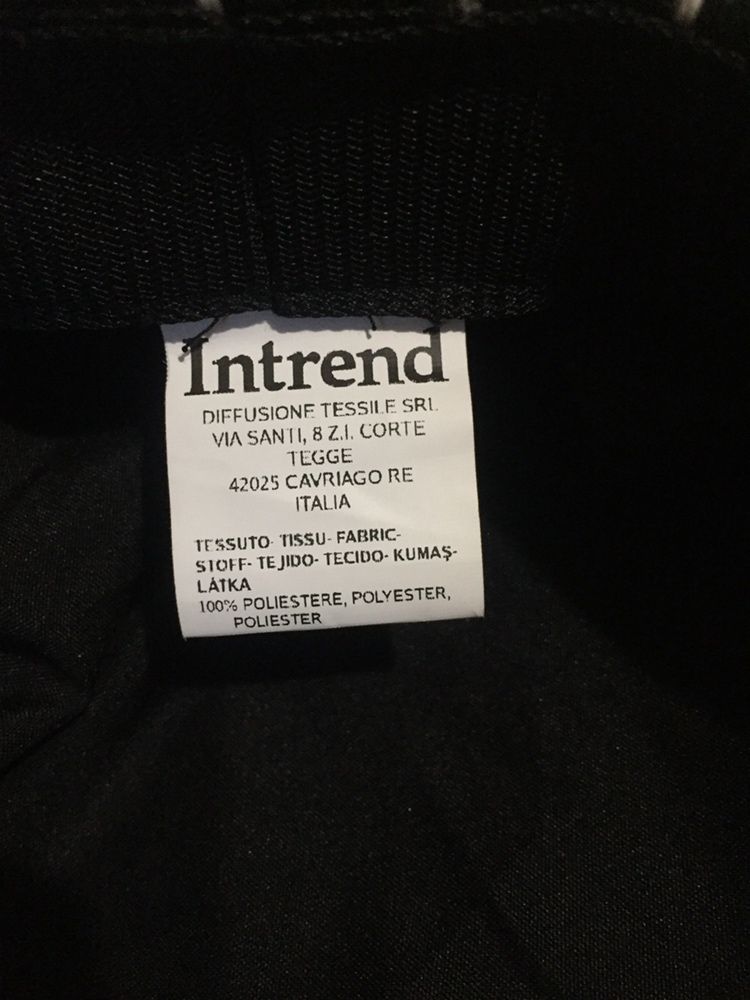 Intrend
DIFFUSIONE TESSILE SRL
VIA SANTI, 8 Z.I. CORTE
TEGGE
42025 CAVRIAGO RE
ITALIA
TESSUTO- TISSU- FABRIC-
STOFF- TEJIDO- TECIDO- KUMAŞ-
LÁTKA
100% POLIESTERE, POLYESTER,
POLIESTER